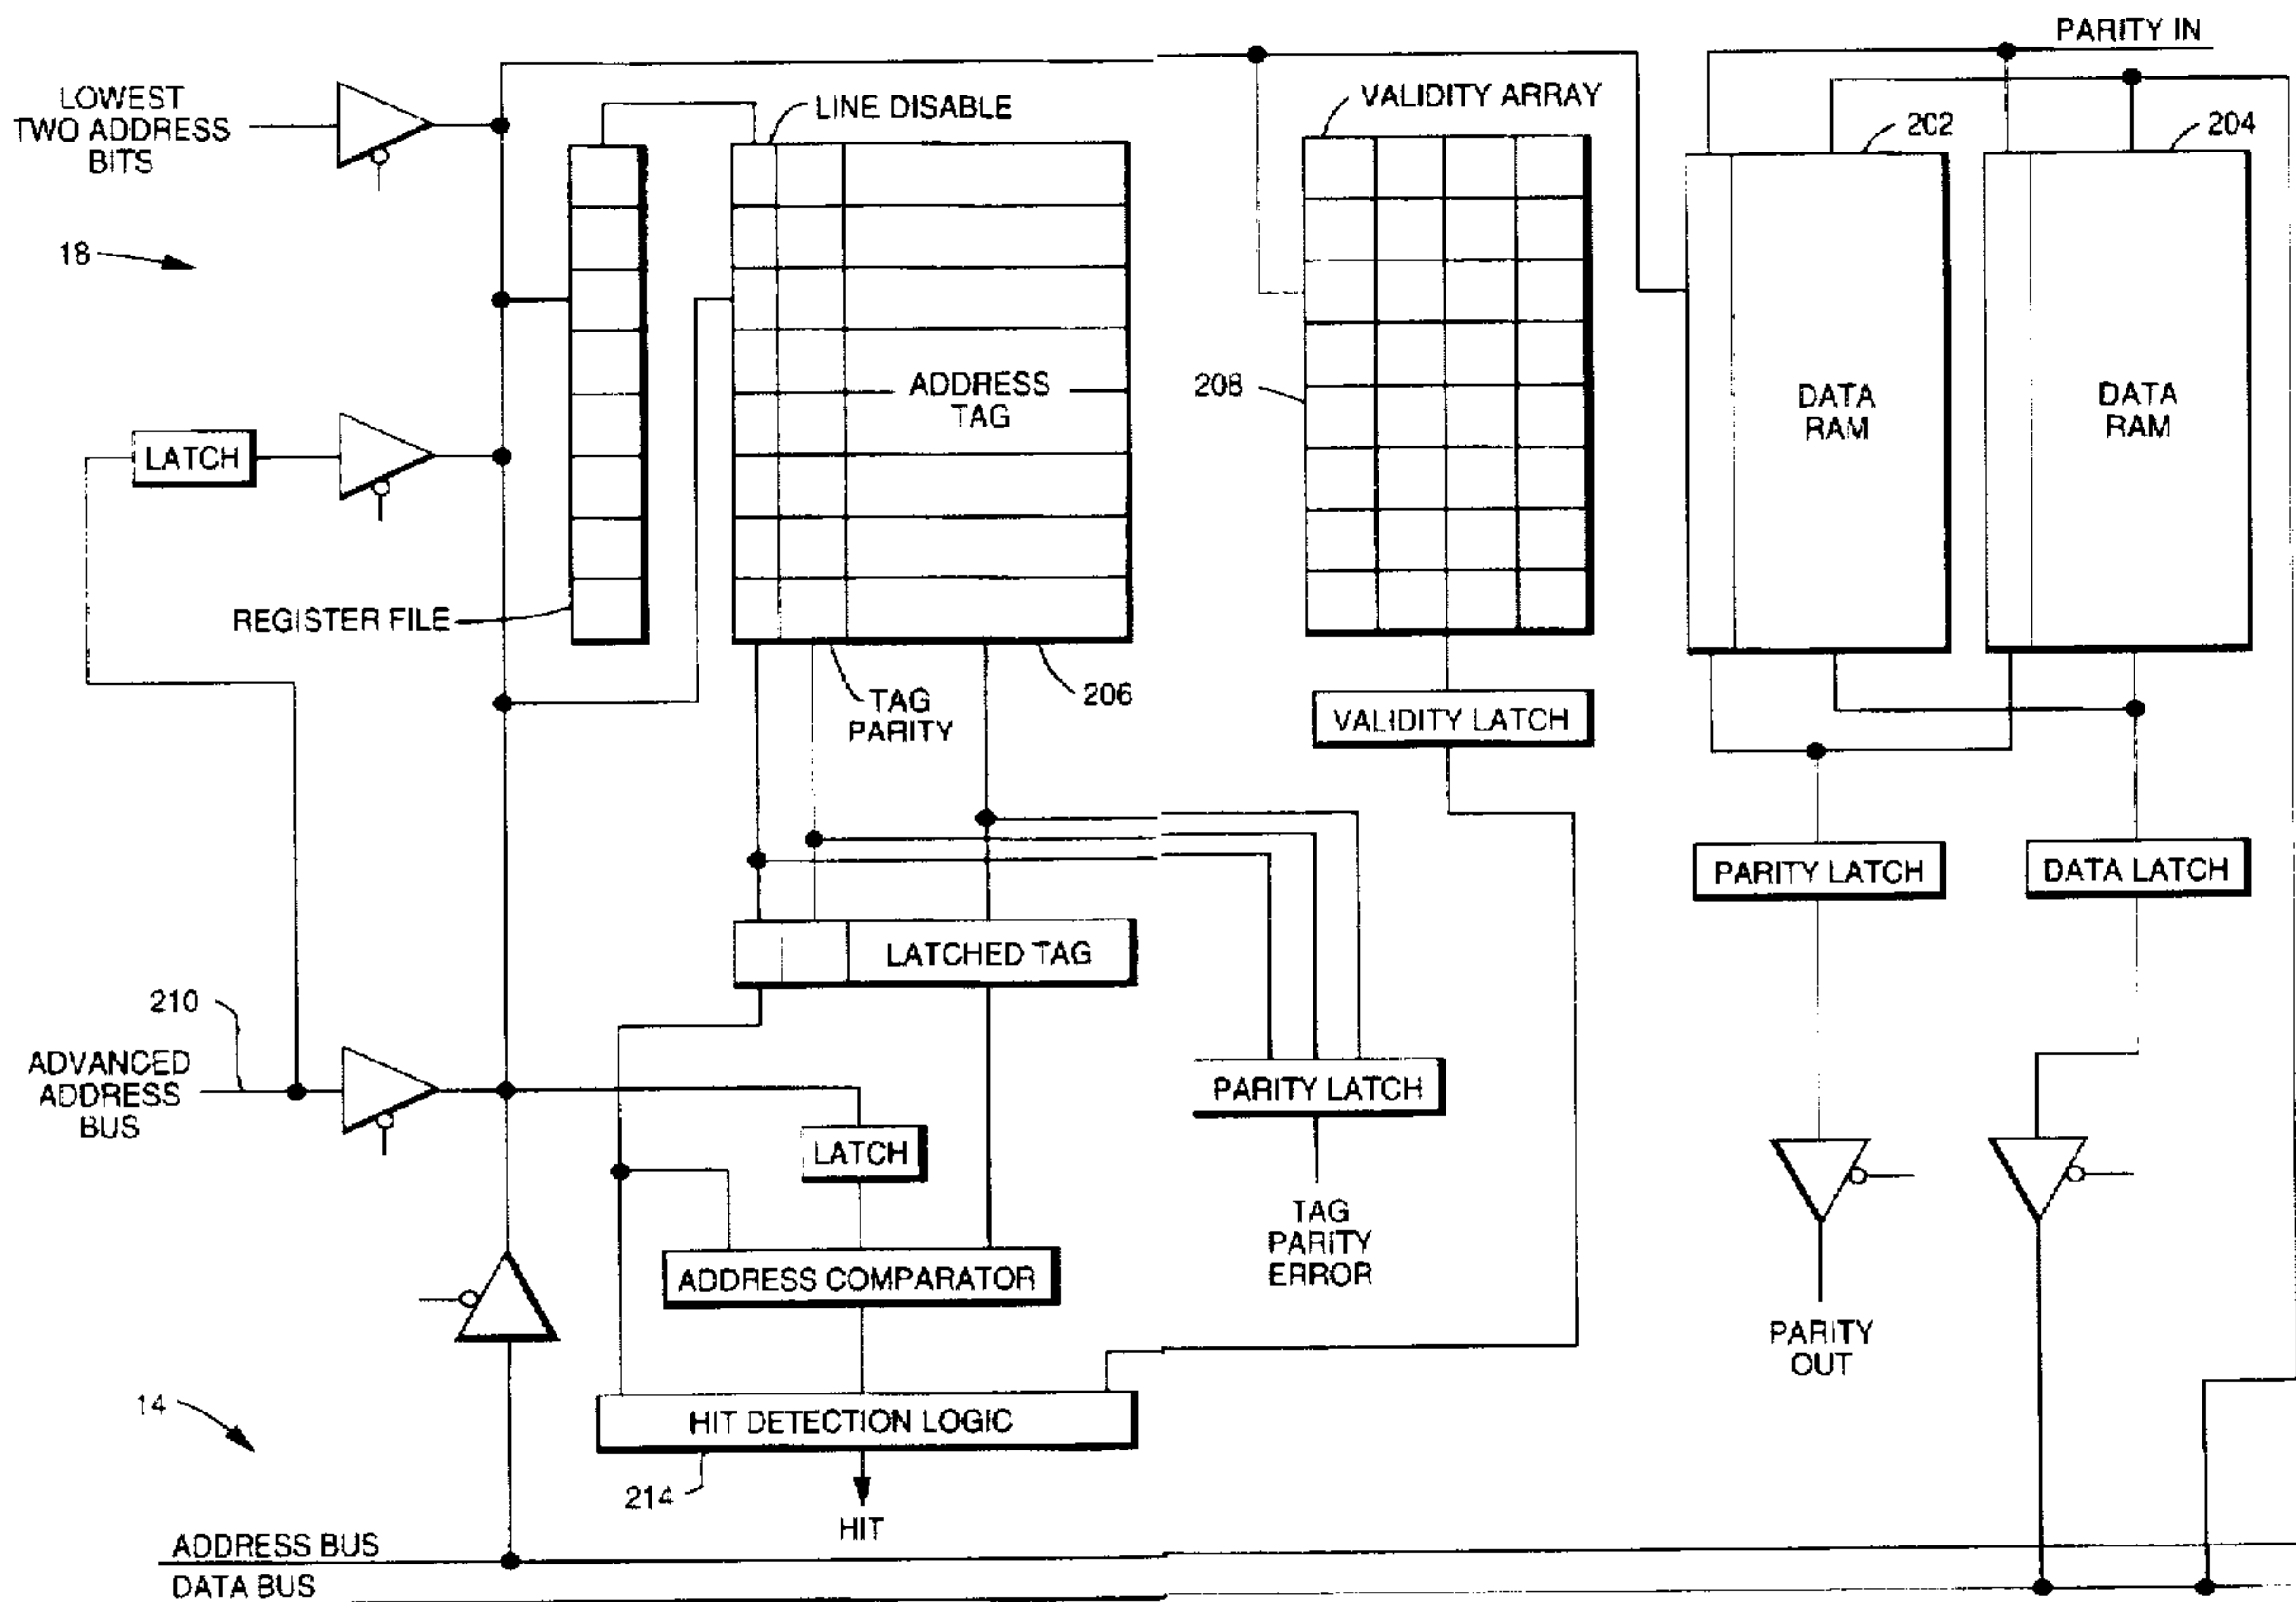 PARITY IN
LOWEST
TWO ADDRESS
BITS
LINE DISABLE
VALIDITY ARRAY
202
204
18
ADDRESS
TAG
208
DATA
RAM
DATA
RAM
LATCH
REGISTER FILE
TAG
PARITY
206
VALIDITY LATCH
PARITY LATCH
DATA LATCH
LATCHED TAG
210
ADVANCED
ADDRESS
BUS
PARITY LATCH
LATCH
TAG
PARITY
ERROR
ADDRESS COMPARATOR
PARITY
OUT
14
HIT DETECTION LOGIC
214
HIT
ADDRESS BUS
DATA BUS